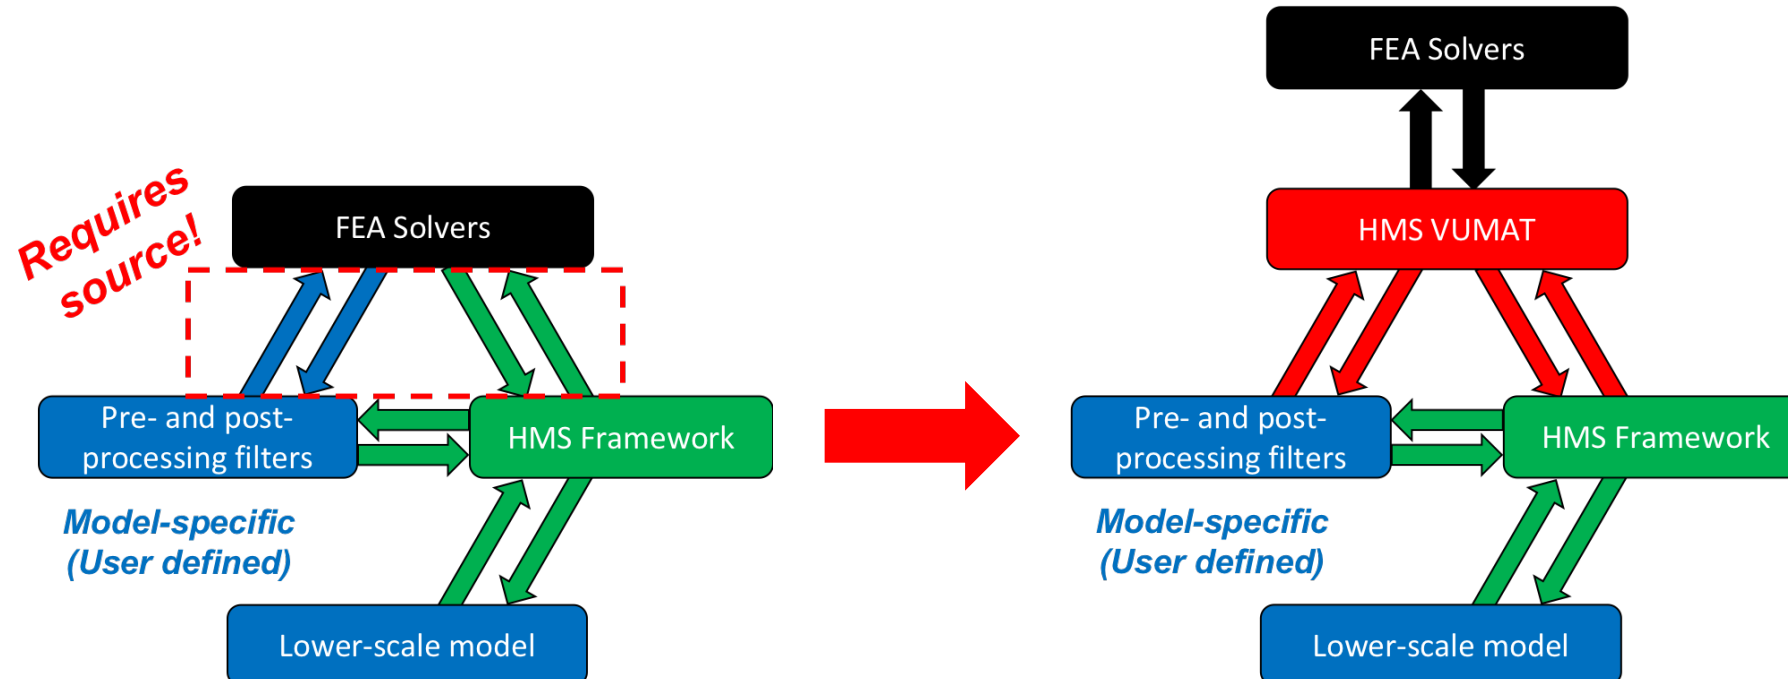 Requires
source!
FEA Solvers
Pre- and post-
processing filters
HMS Framework
Model-specific
(User defined)
Lower-scale model
FEA Solvers
HMS VUMAT
Pre- and post-
processing filters
HMS Framework
Model-specific
(User defined)
Lower-scale model